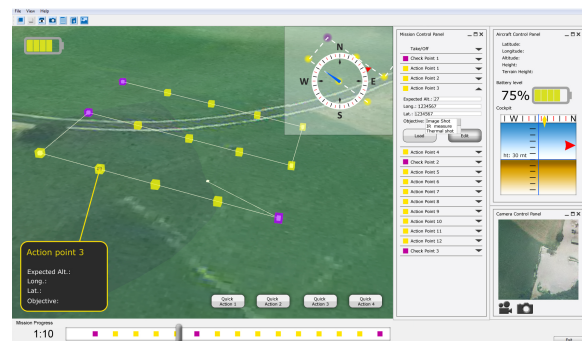 File View Help
N
W
E
S
Action point 3
Expected Alt.:
Long.:
Lat.:
Objective:
Quick
Action 1
Quick
Action 2
Quick
Action 3
Quick
Action 4
Mission Progress
1:10
Mission Control Panel
Take/Off
Check Point 1
Action Point 1
Action Point 2
Action Point 3
Expected Alt.: 27
Long.: 1234567
Lat.: 1234567
Objective: Image Shot
IR measure
Thermal shot
Load
Edit
Action Point 4
Check Point 2
Action Point 5
Action Point 6
Action Point 7
Action Point 8
Action Point 9
Action Point 10
Action Point 11
Action Point 12
Check Point 3
Aircraft Control Panel
Latitude:
Longitude:
Altitude:
Height:
Terrain Height:
Battery level
75%
Cockpit
W
N
ht: 30 mt
Camera Control Panel
Exit